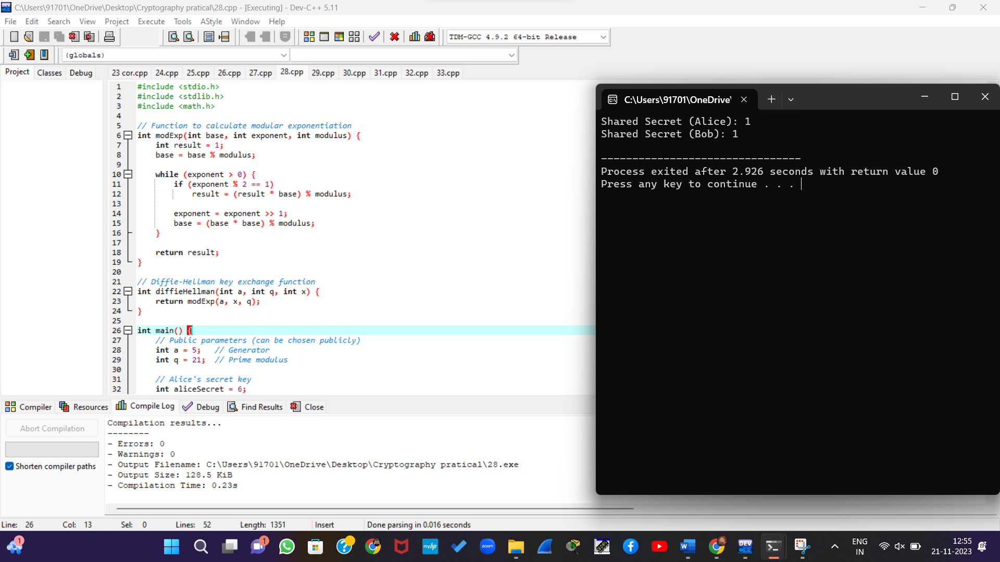 C:\Users\91701\OneDrive\Desktop\Cryptography pratical\28.cpp - [Executing] - Dev-C++ 5.11
File Edit Search View Project Execute Tools AStyle Window Help
TDM-GCC 4.9.2 64-bit Release
(globals)
Project Classes Debug
23 cor.cpp 24.cpp 25.cpp 26.cpp 27.cpp 28.cpp 29.cpp 30.cpp 31.cpp 32.cpp 33.cpp
1 #include <stdio.h>
2 #include <stdlib.h>
3 #include <math.h>
4
5 // Function to calculate modular exponentiation
6 int modExp(int base, int exponent, int modulus) {
7 int result = 1;
8 base = base % modulus;
9
10 while (exponent > 0) {
11 if (exponent % 2 == 1)
12 result = (result * base) % modulus;
13
14 exponent = exponent >> 1;
15 base = (base * base) % modulus;
16 }
17
18 return result;
19 }
20
21 // Diffie-Hellman key exchange function
22 int diffieHellman(int a, int q, int x) {
23 return modExp(a, x, q);
24 }
25
26 int main() {
27 // Public parameters (can be chosen publicly)
28 int a = 5; // Generator
29 int q = 21; // Prime modulus
30
31 // Alice's secret key
32 int aliceSecret = 6;
C:\Users\91701\OneDrive\
Shared Secret (Alice): 1
Shared Secret (Bob): 1
--------------------------------
Process exited after 2.926 seconds with return value 0
Press any key to continue . . .
Compiler Resources Compile Log Debug Find Results Close
Abort Compilation
Shorten compiler paths
Compilation results...
--------
- Errors: 0
- Warnings: 0
- Output Filename: C:\Users\91701\OneDrive\Desktop\Cryptography pratical\28.exe
- Output Size: 128.5 KiB
- Compilation Time: 0.23s
Line: 26 Col: 13 Sel: 0 Lines: 52 Length: 1351 Insert Done parsing in 0.016 seconds
1
1
myhp
zoom
W
DEV
C++
ENG
IN
12:55
21-11-2023